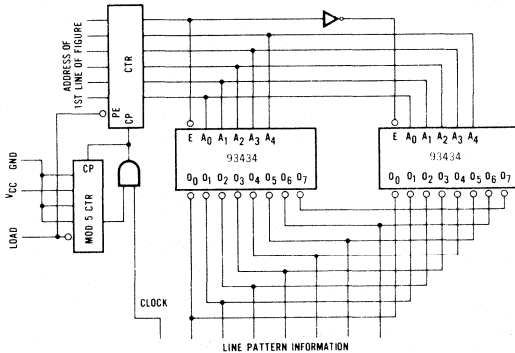 ADDRESS OF
1ST LINE OF FIGURE
CTR
PE
CP
E A0 A1 A2 A3 A4
93434
O0 O1 O2 O3 O4 O5 O6 O7
E A0 A1 A2 A3 A4
93434
O0 O1 O2 O3 O4 O5 O6 O7
GND
VCC
LOAD
CP
MOD 5 CTR
CLOCK
LINE PATTERN INFORMATION